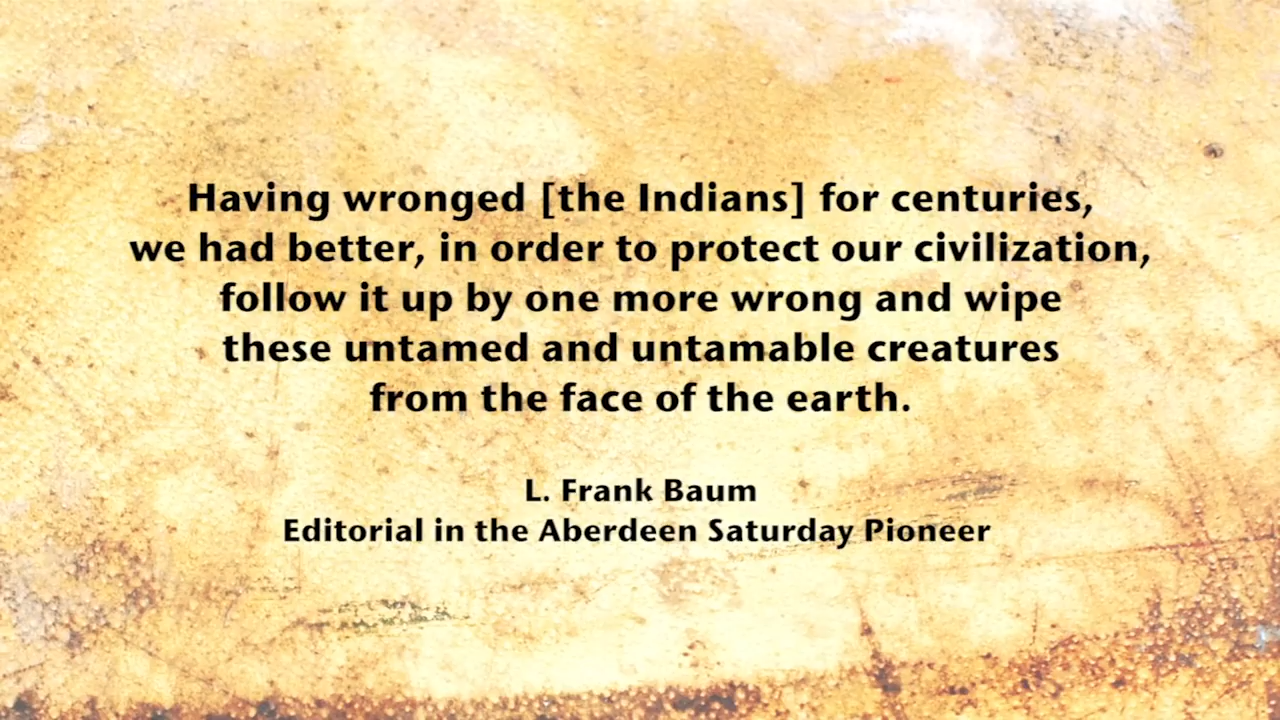 Having wronged [the Indians] for centuries,
we had better, in order to protect our civilization,
follow it up by one more wrong and wipe
these untamed and untamable creatures
from the face of the earth.
L. Frank Baum
Editorial in the Aberdeen Saturday Pioneer